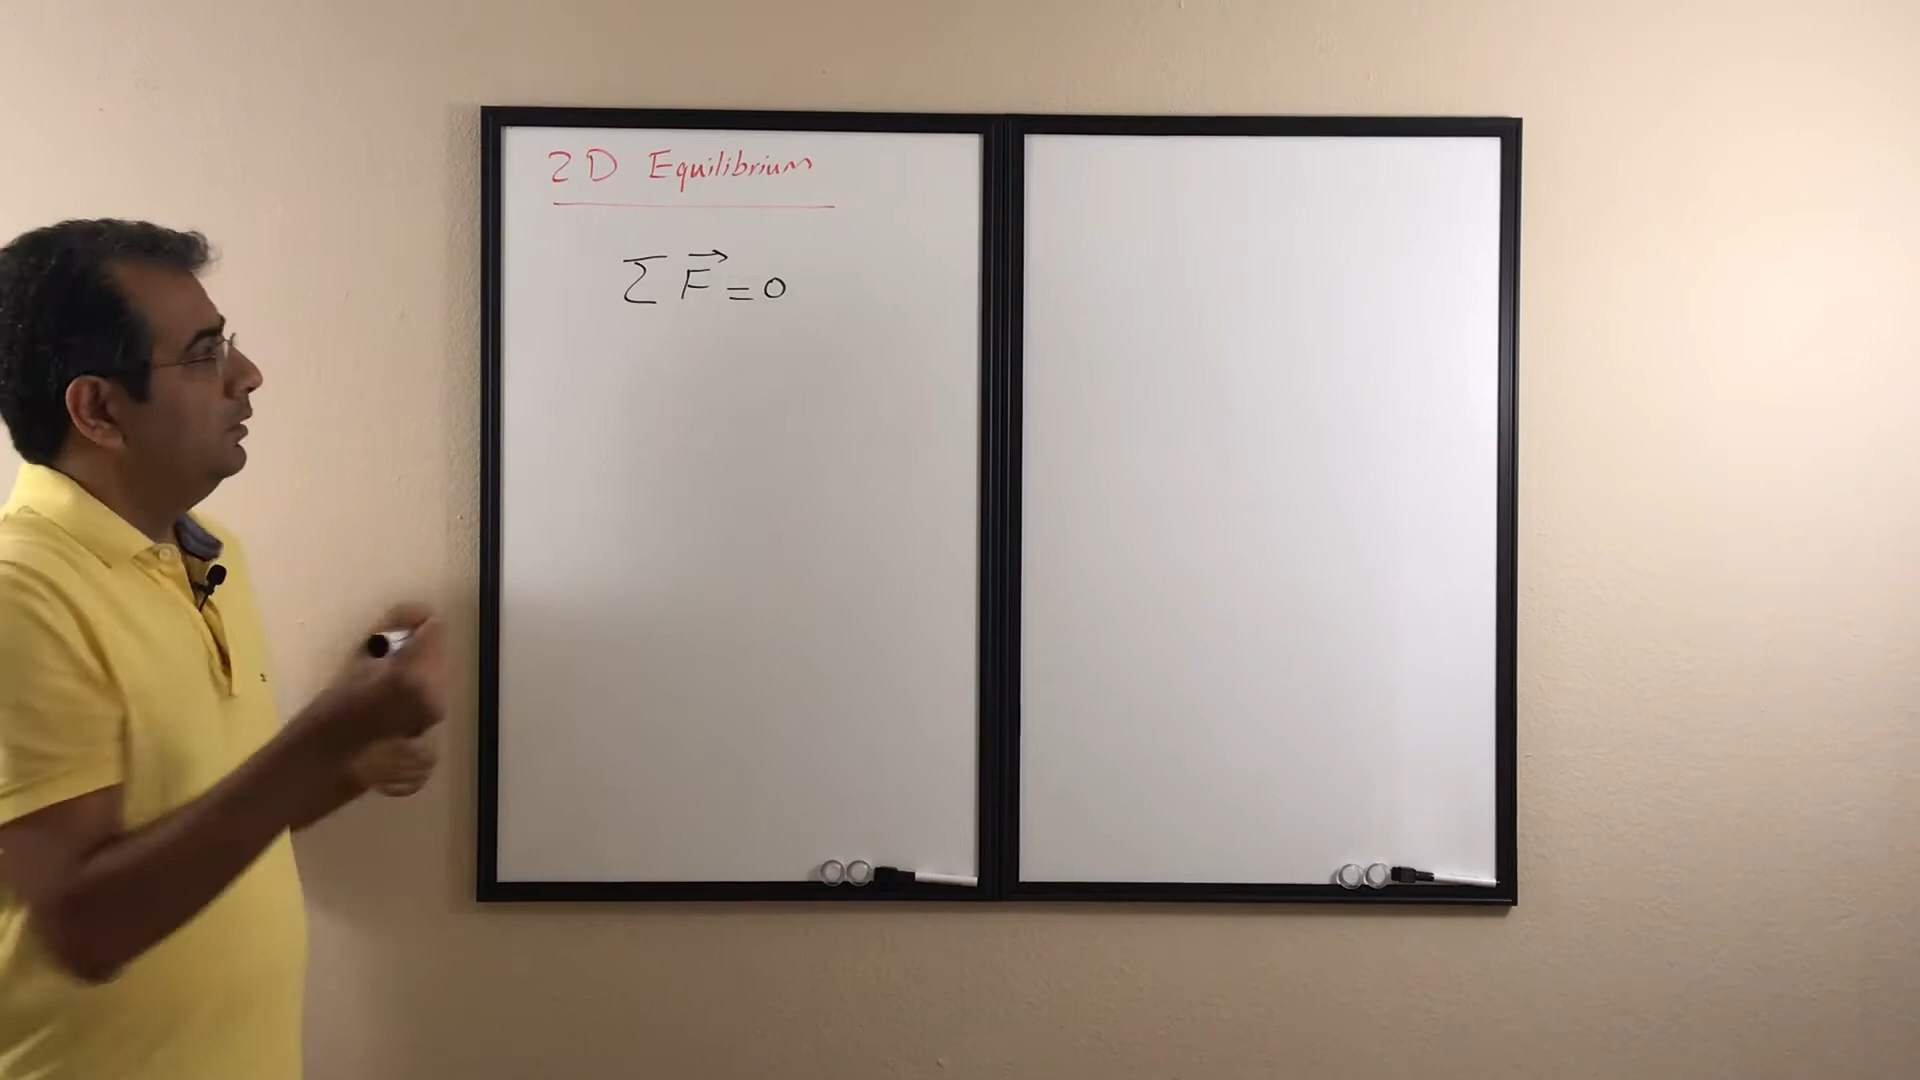 2D Equilibrium
∑ F⃗ = 0